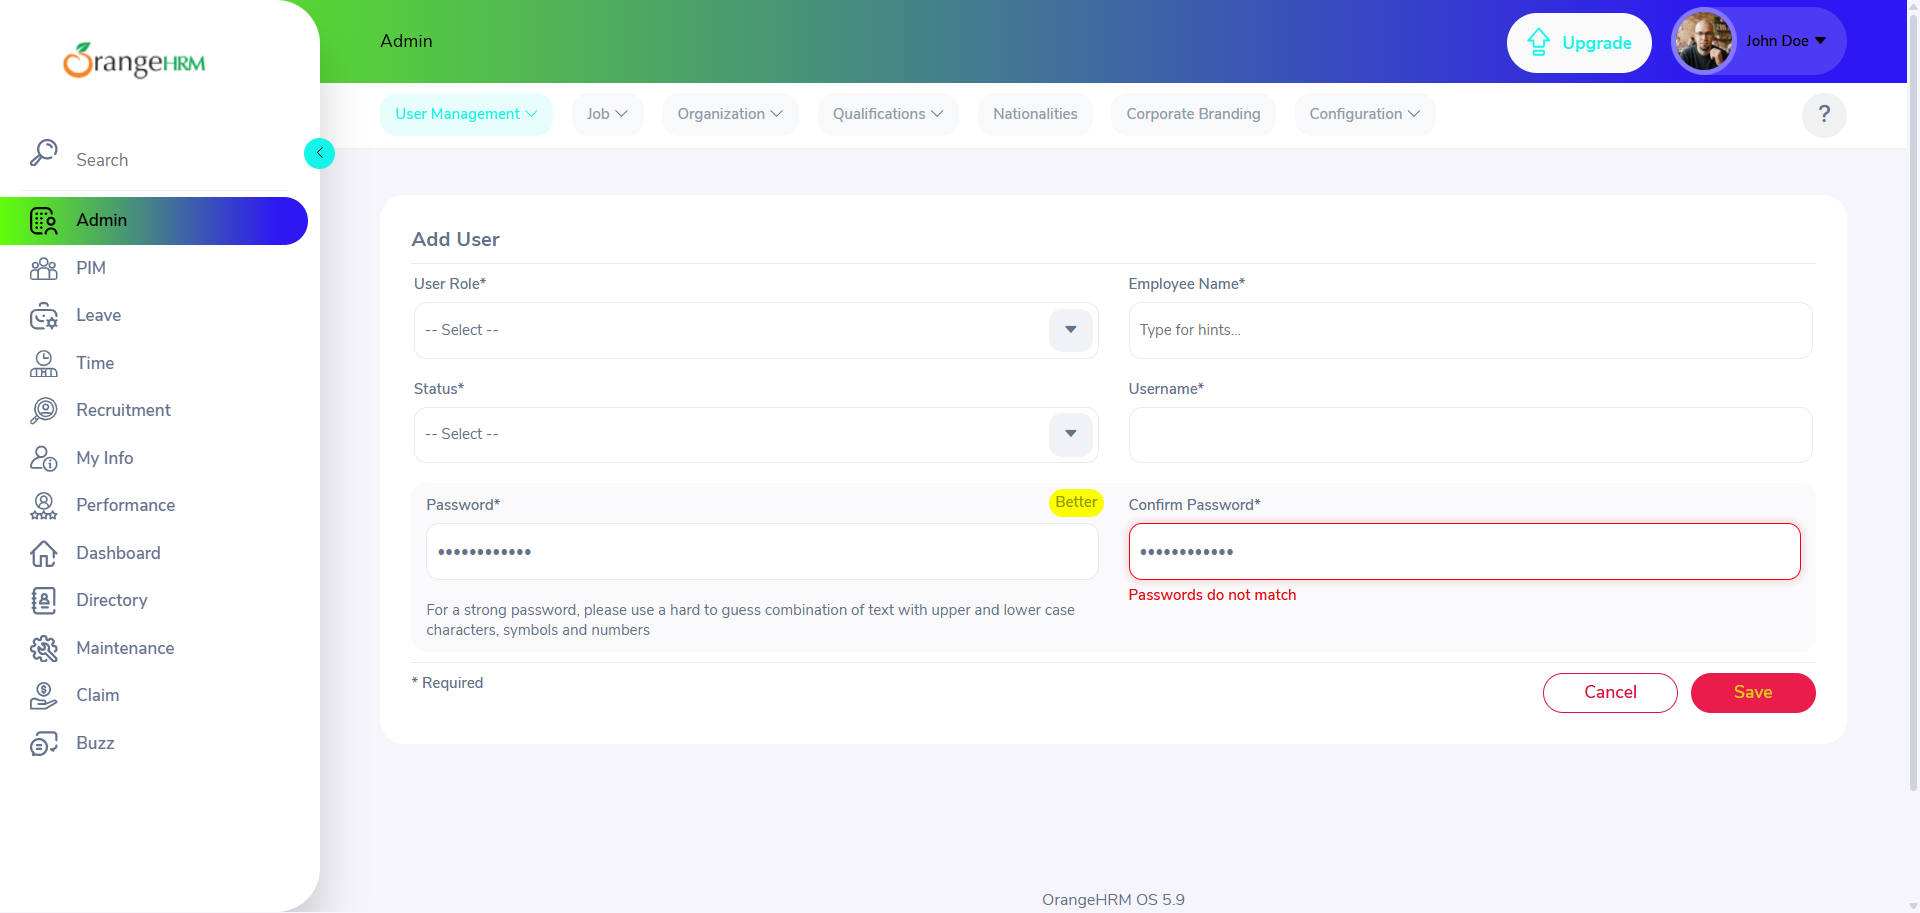 OrangeHRM
Admin
Upgrade
John Doe
User Management
Job
Organization
Qualifications
Nationalities
Corporate Branding
Configuration
?
Search
Admin
PIM
Leave
Time
Recruitment
My Info
Performance
Dashboard
Directory
Maintenance
Claim
Buzz
Add User
User Role*
-- Select --
Employee Name*
Type for hints...
Status*
-- Select --
Username*
Password*
Better
••••••••••••
For a strong password, please use a hard to guess combination of text with upper and lower case
characters, symbols and numbers
Confirm Password*
••••••••••••
Passwords do not match
* Required
Cancel
Save
OrangeHRM OS 5.9